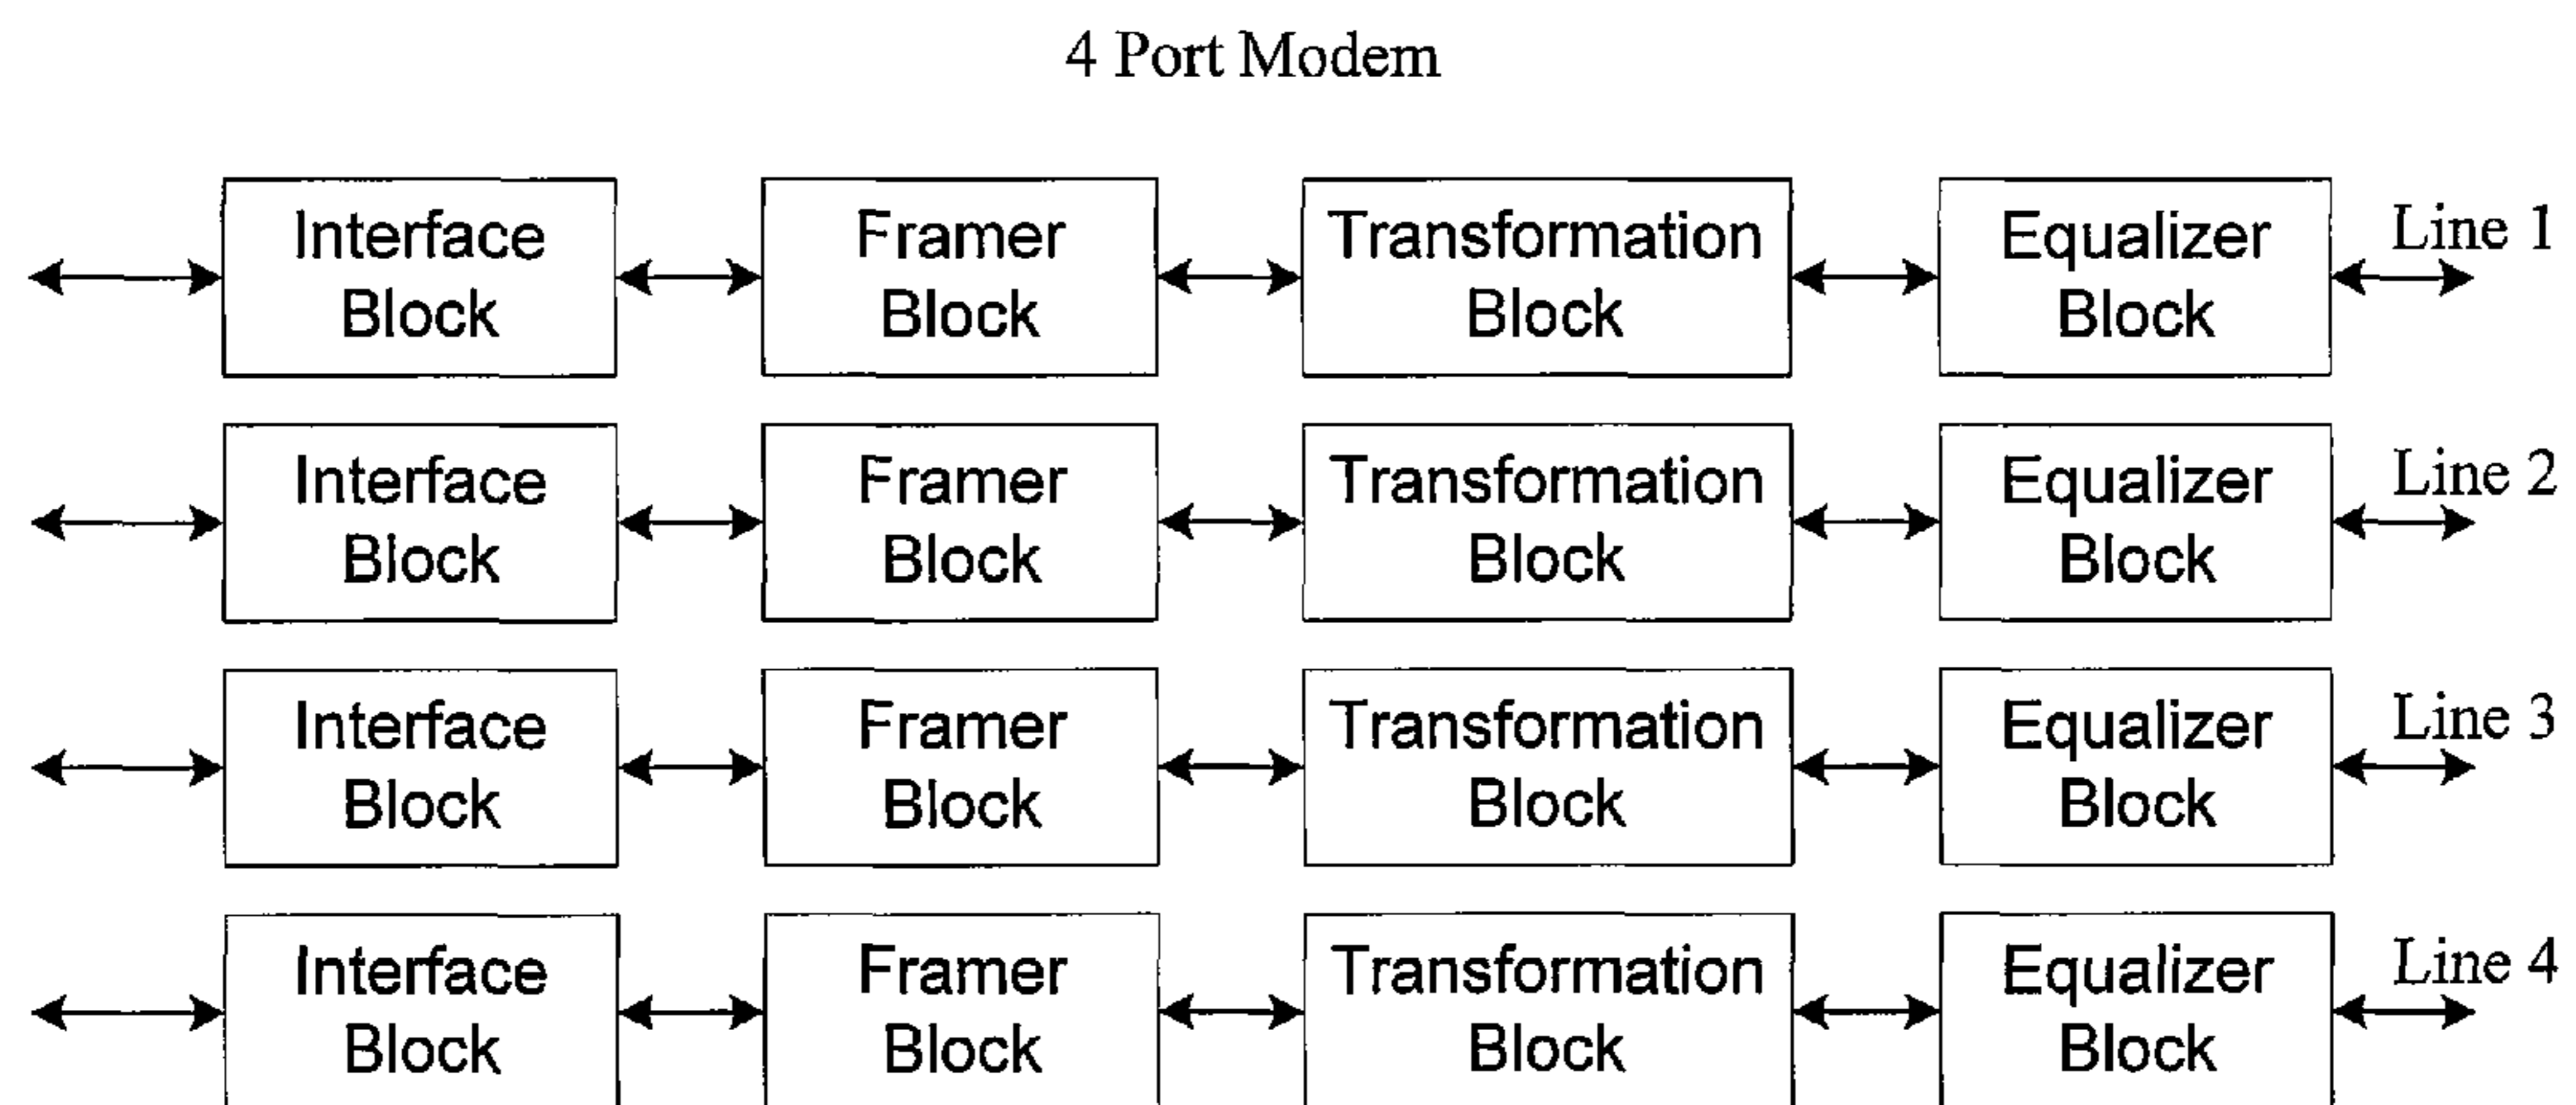 4 Port Modem
Interface Block
Framer Block
Transformation Block
Equalizer Block
Line 1
Interface Block
Framer Block
Transformation Block
Equalizer Block
Line 2
Interface Block
Framer Block
Transformation Block
Equalizer Block
Line 3
Interface Block
Framer Block
Transformation Block
Equalizer Block
Line 4